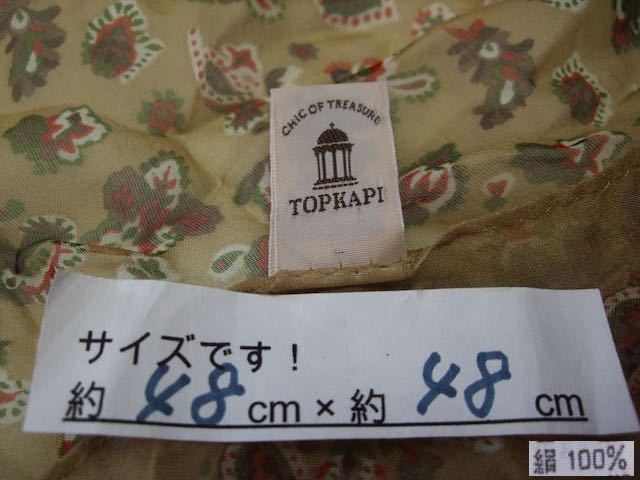 CHIC OF TREASURE
TOPKAPI
サイズです！
約 48 cm × 約 48 cm
絹 100%